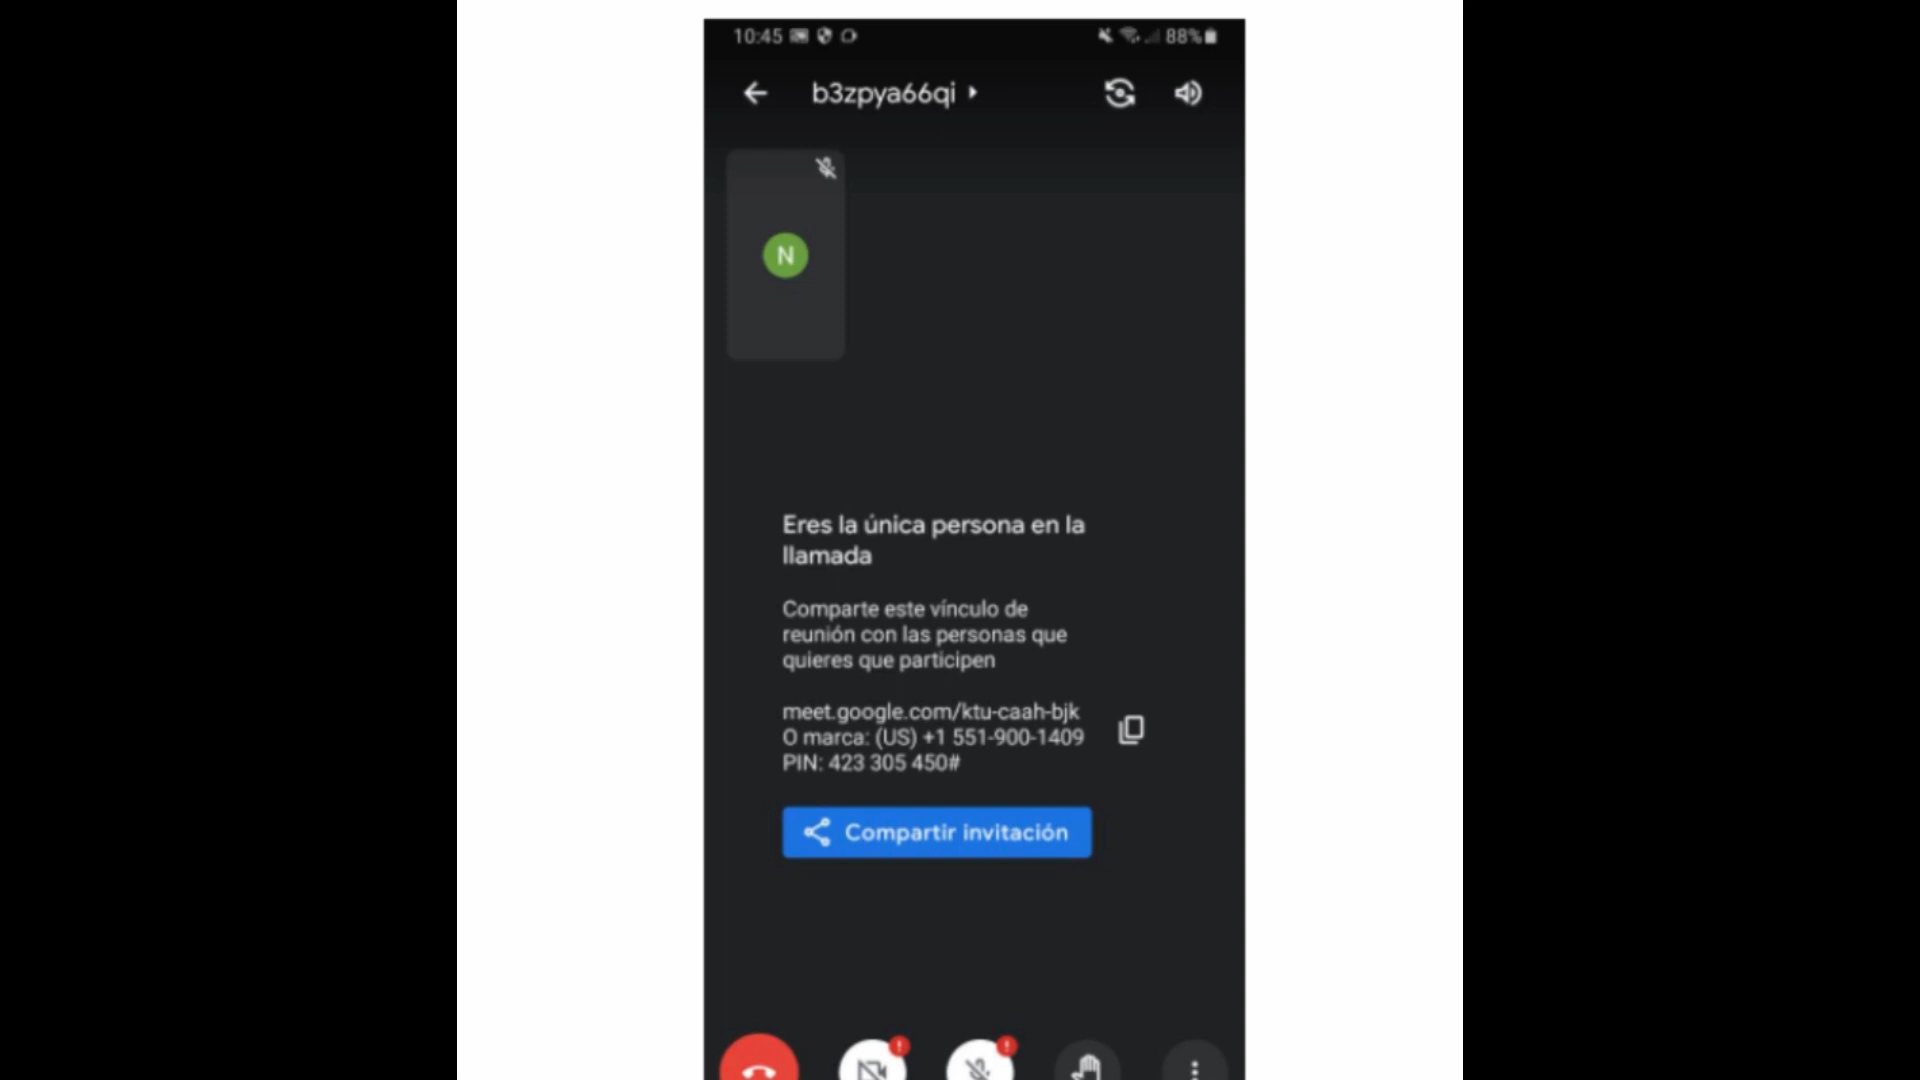 10:45 88%
b3zpya66qi
N
Eres la única persona en la
llamada
Comparte este vínculo de
reunión con las personas que
quieres que participen
meet.google.com/ktu-caah-bjk
O marca: (US) +1 551-900-1409
PIN: 423 305 450#
Compartir invitación